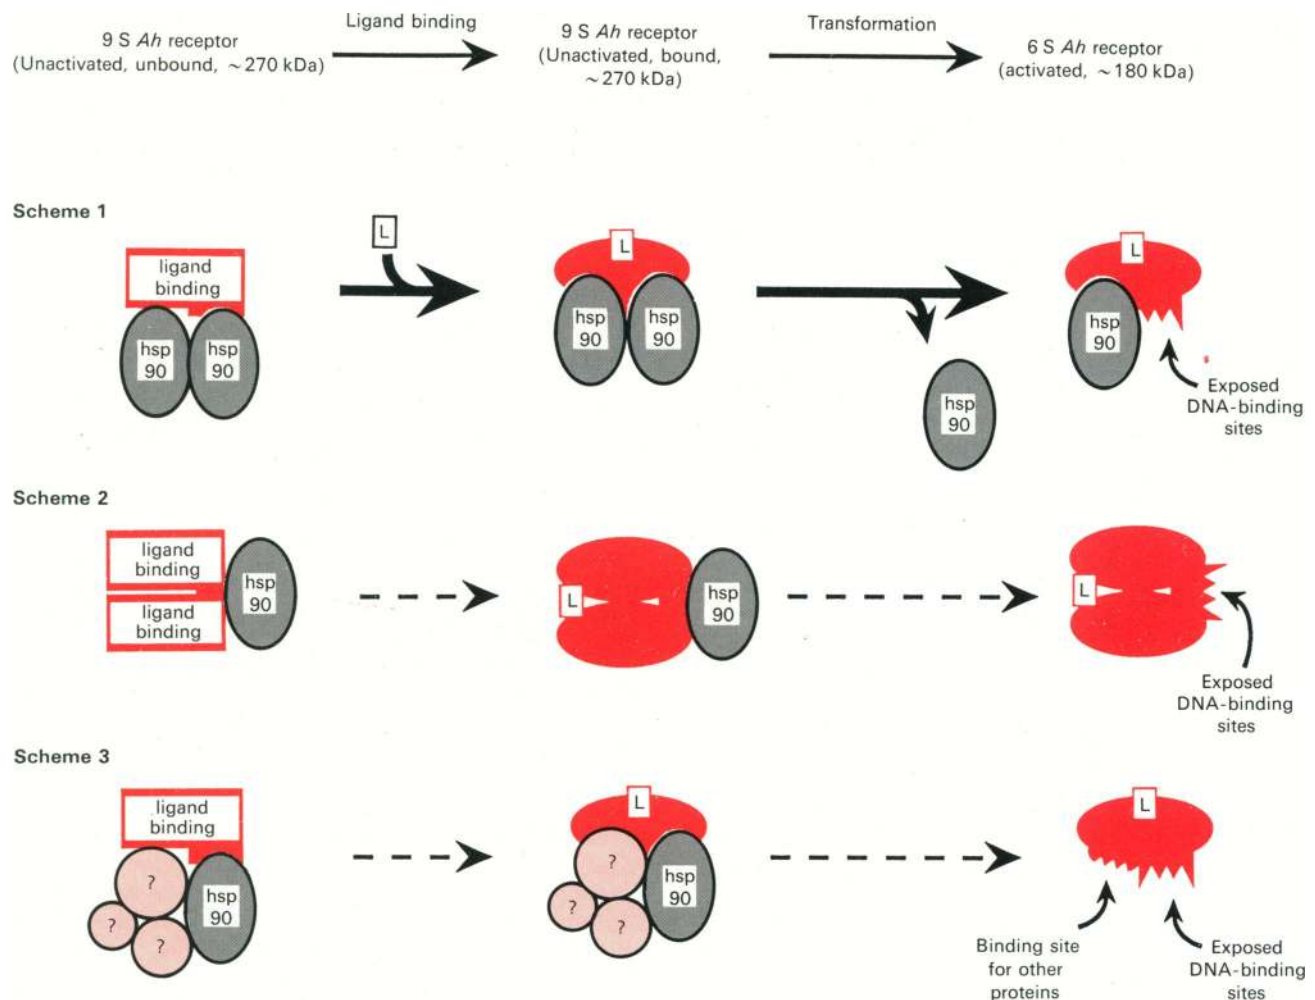 9 S Ah receptor
(Unactivated, unbound, ~270 kDa)
Ligand binding
9 S Ah receptor
(Unactivated, bound,
~270 kDa)
Transformation
6 S Ah receptor
(activated, ~180 kDa)
Scheme 1
ligand
binding
hsp
90
hsp
90
L
L
hsp
90
hsp
90
hsp
90
L
hsp
90
Exposed
DNA-binding
sites
Scheme 2
ligand
binding
ligand
binding
hsp
90
L
hsp
90
L
Exposed
DNA-binding
sites
Scheme 3
ligand
binding
?
?
?
hsp
90
L
?
?
?
hsp
90
L
Binding site
for other
proteins
Exposed
DNA-binding
sites